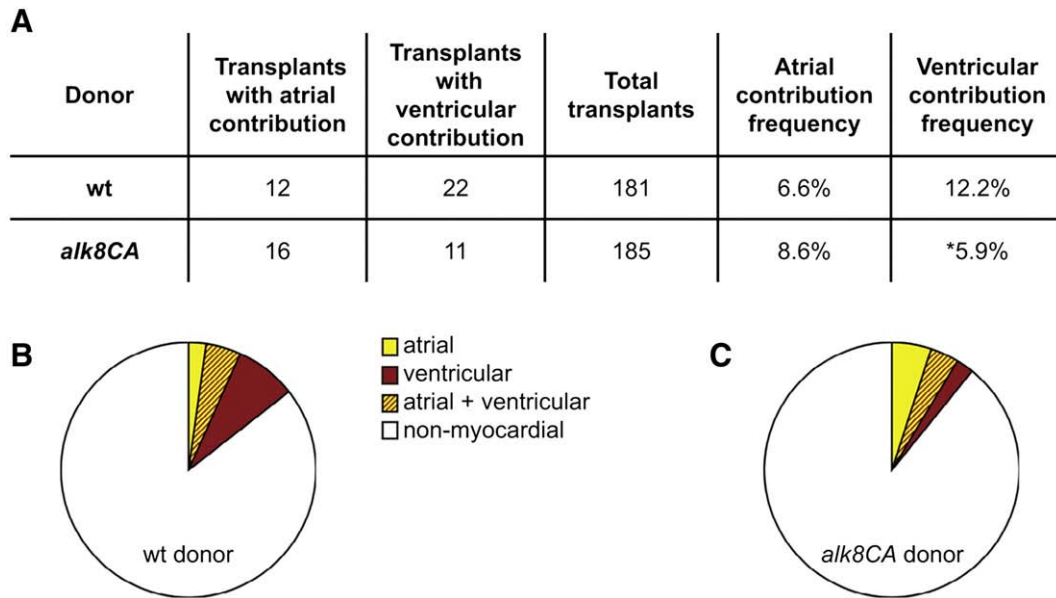 A
Donor
Transplants with atrial contribution
Transplants with ventricular contribution
Total transplants
Atrial contribution frequency
Ventricular contribution frequency
wt 12 22 181 6.6% 12.2%
alk8CA 16 11 185 8.6% *5.9%
B
atrial
ventricular
atrial + ventricular
non-myocardial
wt donor
C
alk8CA donor